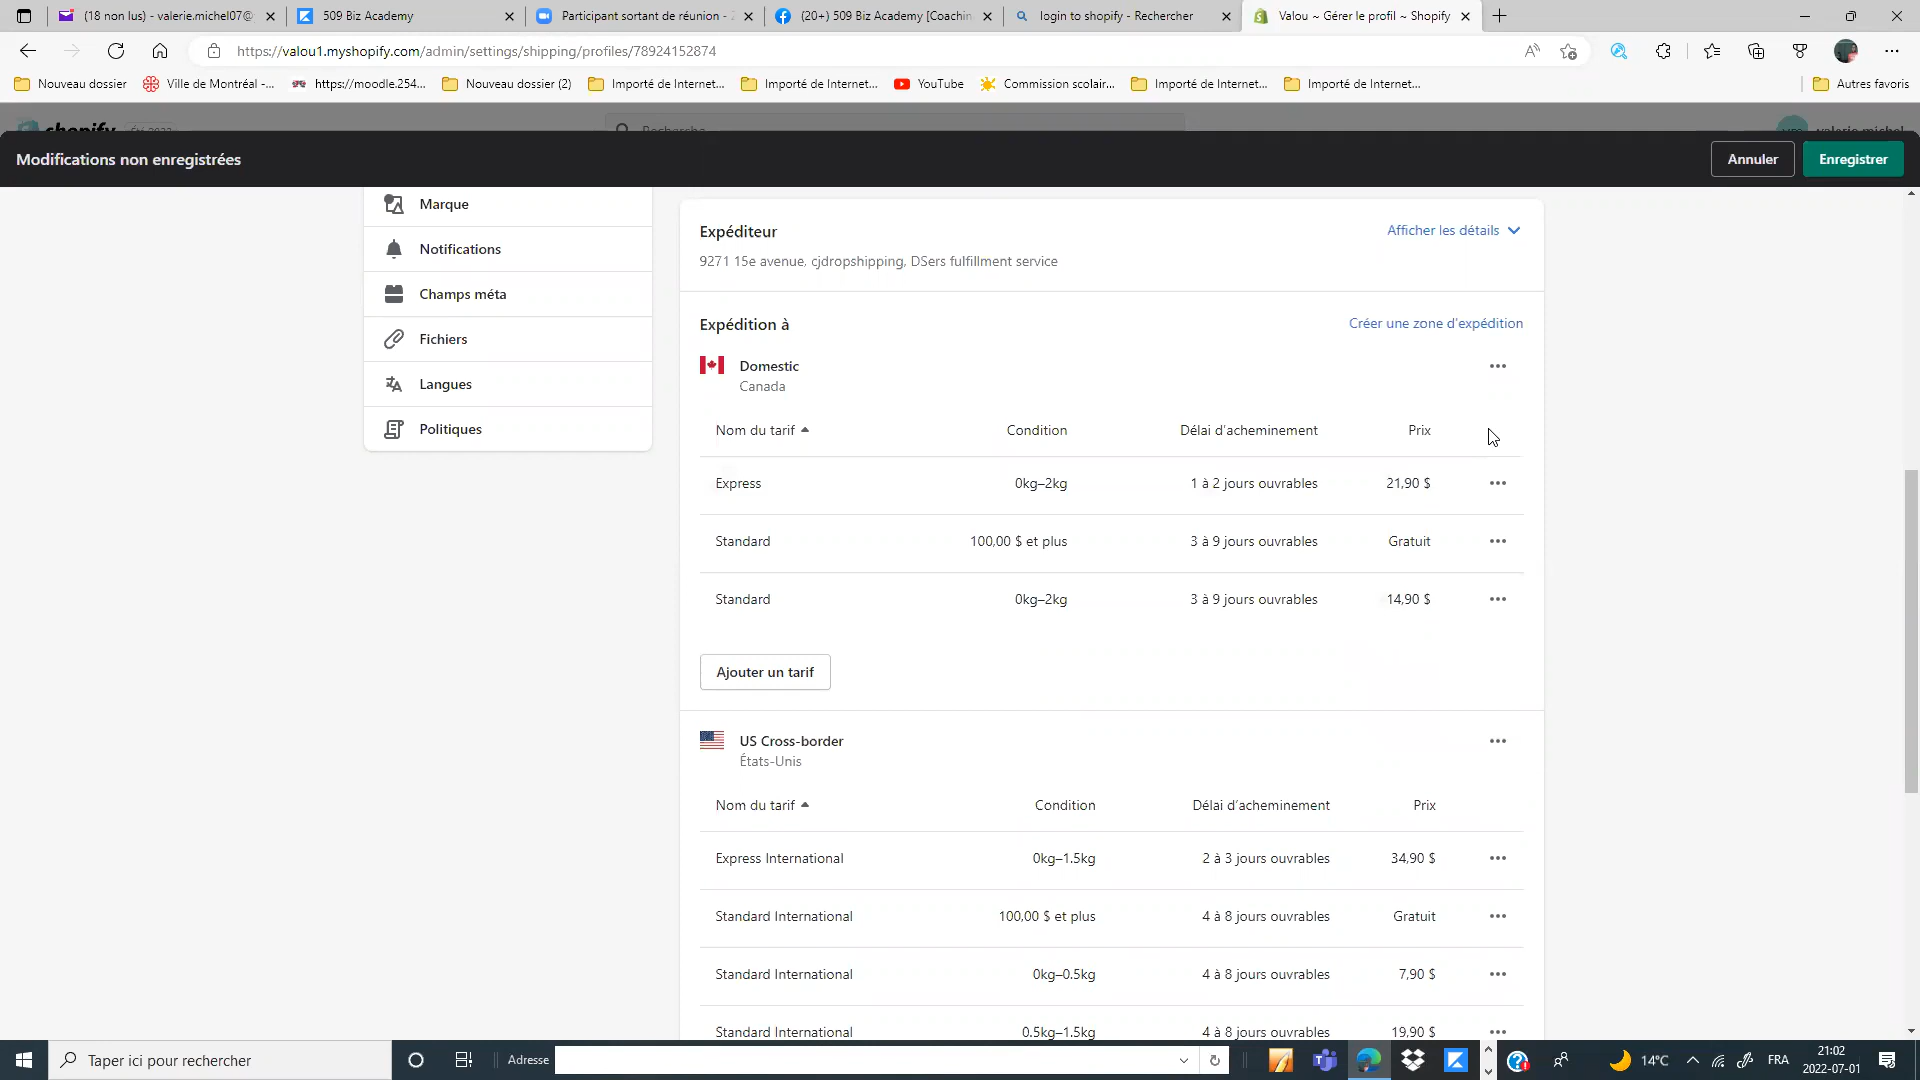 (18 non lus) - valerie.michel07@
509 Biz Academy
Participant sortant de réunion -
(20+) 509 Biz Academy [Coachin
login to shopify - Rechercher
Valou ~ Gérer le profil ~ Shopify
https://valou1.myshopify.com/admin/settings/shipping/profiles/78924152874
Nouveau dossier
Ville de Montréal -...
https://moodle.254...
Nouveau dossier (2)
Importé de Internet...
Importé de Internet...
YouTube
Commission scolair...
Importé de Internet...
Importé de Internet...
Autres favoris
Modifications non enregistrées
Annuler
Enregistrer
Marque
Notifications
Champs méta
Fichiers
Langues
Politiques
Expéditeur
Afficher les détails
9271 15e avenue, cjdropshipping, DSers fulfillment service
Expédition à
Créer une zone d'expédition
Domestic
Canada
Nom du tarif Condition Délai d'acheminement Prix
Express 0kg–2kg 1 à 2 jours ouvrables 21,90 $
Standard 100,00 $ et plus 3 à 9 jours ouvrables Gratuit
Standard 0kg–2kg 3 à 9 jours ouvrables 14,90 $
Ajouter un tarif
US Cross-border
États-Unis
Nom du tarif Condition Délai d'acheminement Prix
Express International 0kg–1.5kg 2 à 3 jours ouvrables 34,90 $
Standard International 100,00 $ et plus 4 à 8 jours ouvrables Gratuit
Standard International 0kg–0.5kg 4 à 8 jours ouvrables 7,90 $
Standard International 0.5kg–1.5kg 4 à 8 jours ouvrables 19,90 $
Taper ici pour rechercher
Adresse
14°C
FRA
21:02
2022-07-01